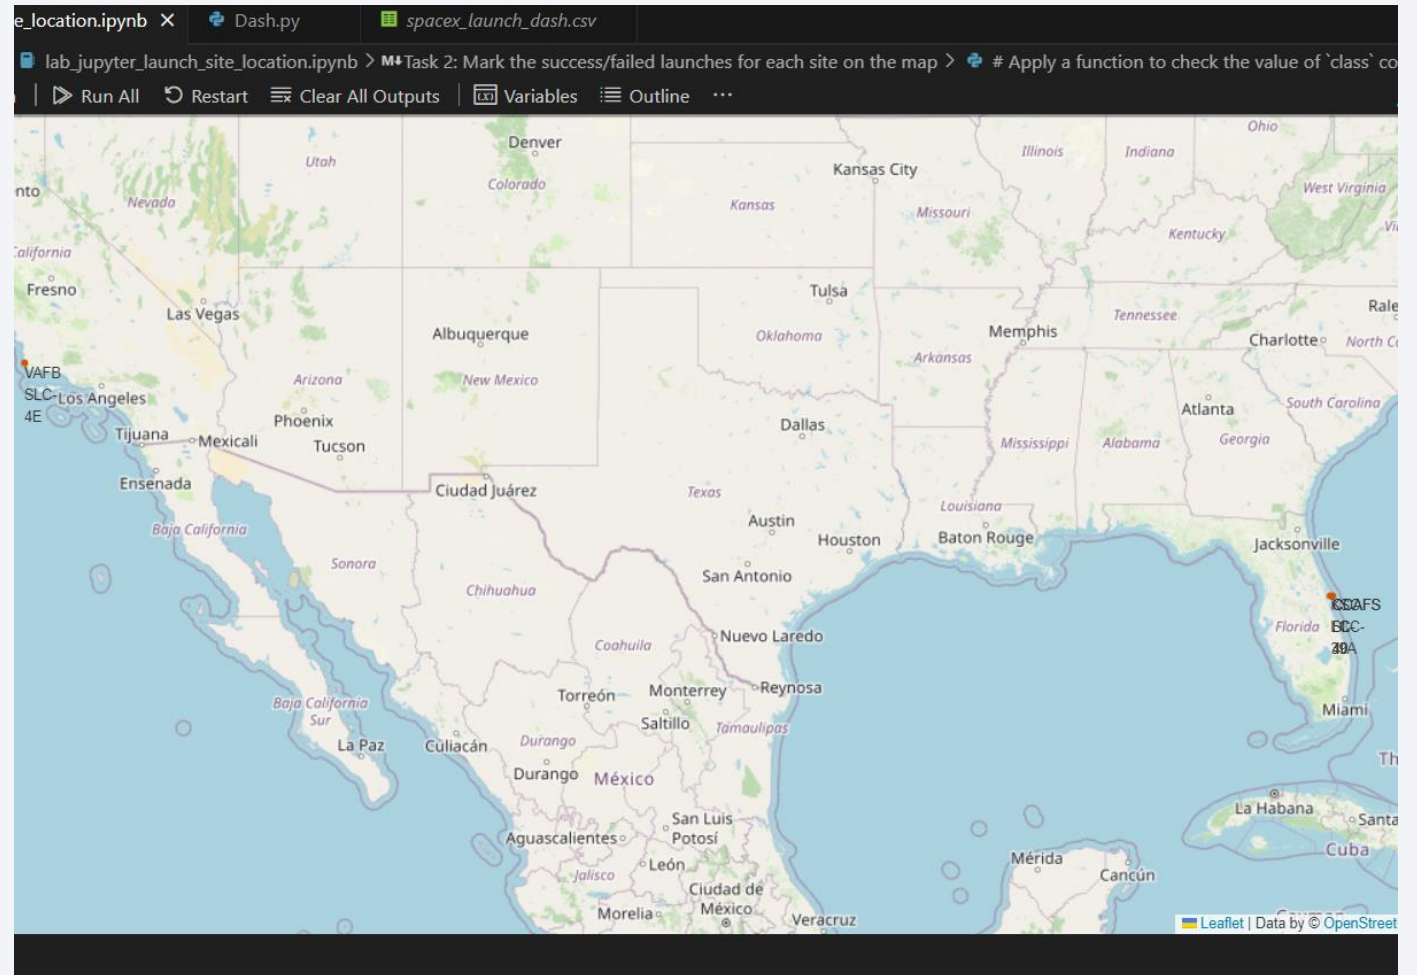 e_location.ipynb Dash.py spacex_launch_dash.csv
lab_jupyter_launch_site_location.ipynb > M↓Task 2: Mark the success/failed launches for each site on the map > # Apply a function to check the value of `class` co
Run All Restart Clear All Outputs Variables Outline ...
Ohio
Denver
Illinois Indiana
Utah
Kansas City
Colorado
West Virginia
nto
Nevada
Kansas
Missouri
Kentucky
Vi
California
Fresno
Tulsa
Las Vegas
Rale
Tennessee
Memphis
Albuquerque
Oklahoma
Charlotte North C
Arkansas
VAFB
Arizona
New Mexico
SLC-
Los Angeles
4E
South Carolina
Atlanta
Phoenix
Dallas
Tijuana
Mexicali
Tucson
Mississippi Alabama Georgia
Ensenada
Ciudad Juárez
Texas
Louisiana
Austin
Baja California
Houston
Baton Rouge
Jacksonville
Sonora
San Antonio
Chihuahua
Florida
Nuevo Laredo
Coahuila
Torreón
Monterrey
Reynosa
Baja California
Sur
Miami
Saltillo
Tamaulipas
La Paz
Culiacán
Durango
Th
Durango
México
La Habana
San Luis
Potosí
Santa
Aguascalientes
Cuba
León
Mérida
Jalisco
Cancún
Ciudad de
México
Morelia
Veracruz
Leaflet | Data by © OpenStreet